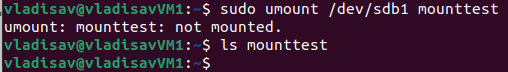 vladisav@vladisavVM1:~$ sudo umount /dev/sdb1 mounttest
umount: mounttest: not mounted.
vladisav@vladisavVM1:~$ ls mounttest
vladisav@vladisavVM1:~$